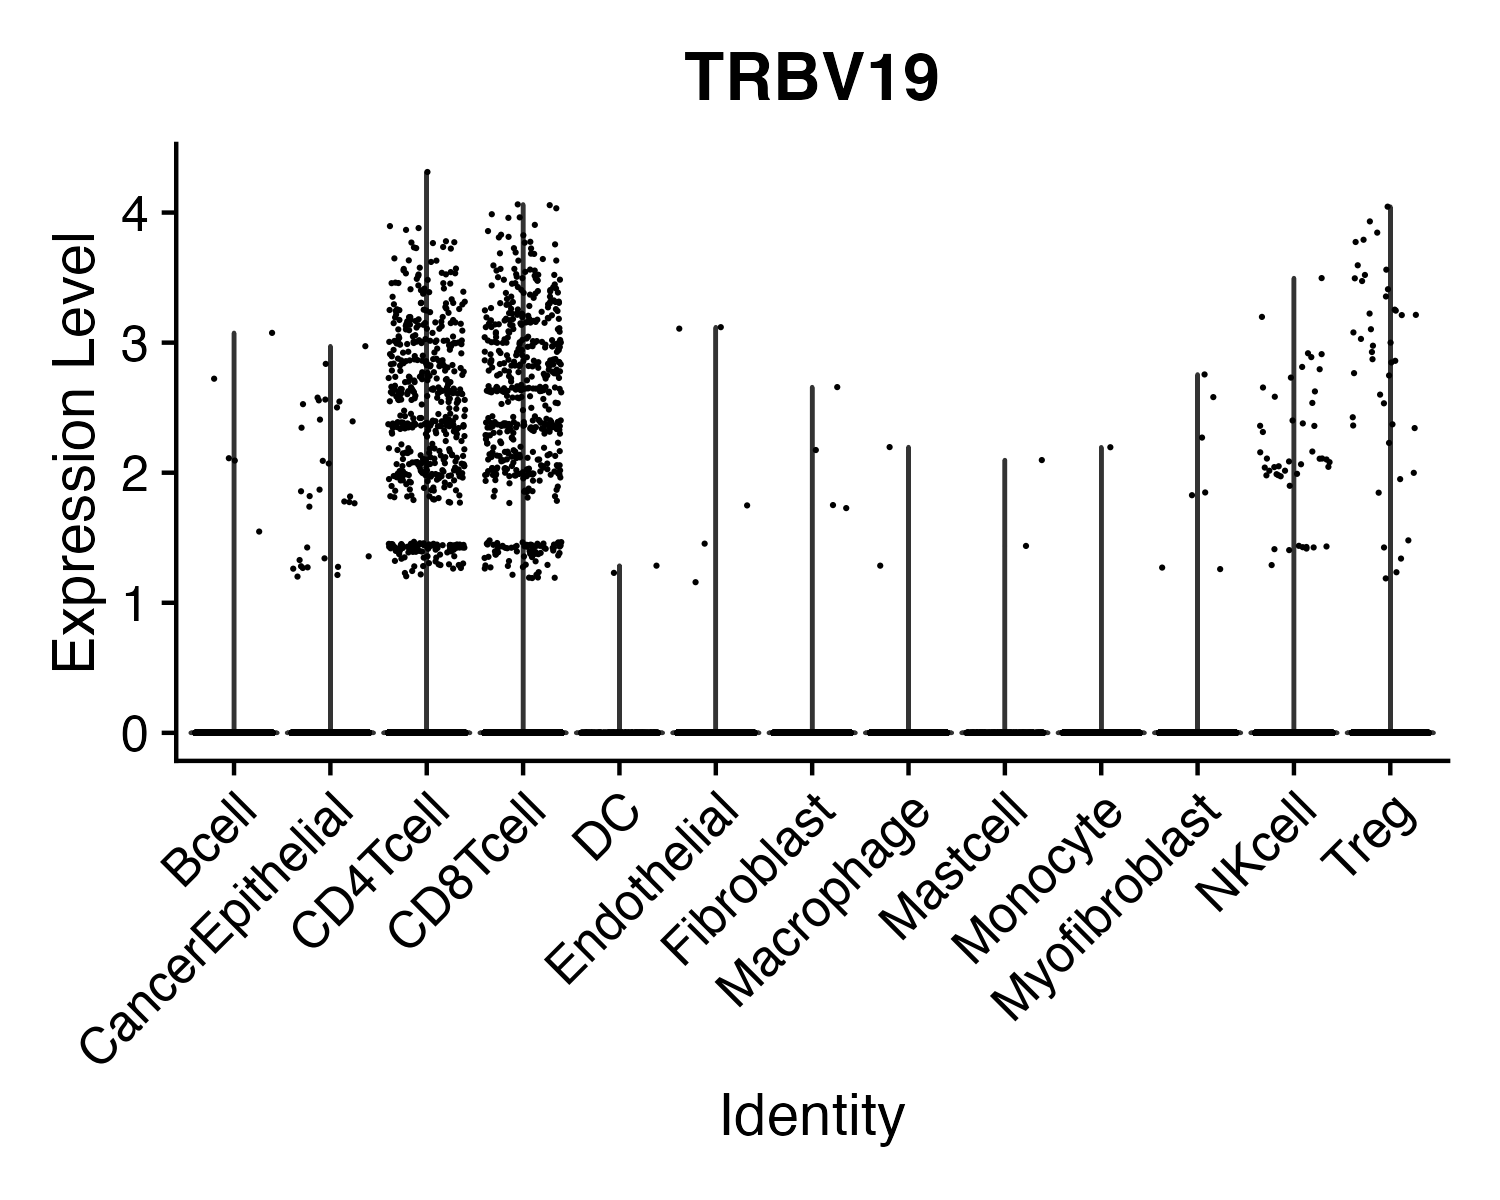 TRBV19
Expression Level
4
3
2
1
0
Bcell
CancerEpithelial
CD4Tcell
CD8Tcell
DC
Endothelial
Fibroblast
Macrophage
Mastcell
Monocyte
Myofibroblast
NKcell
Treg
Identity